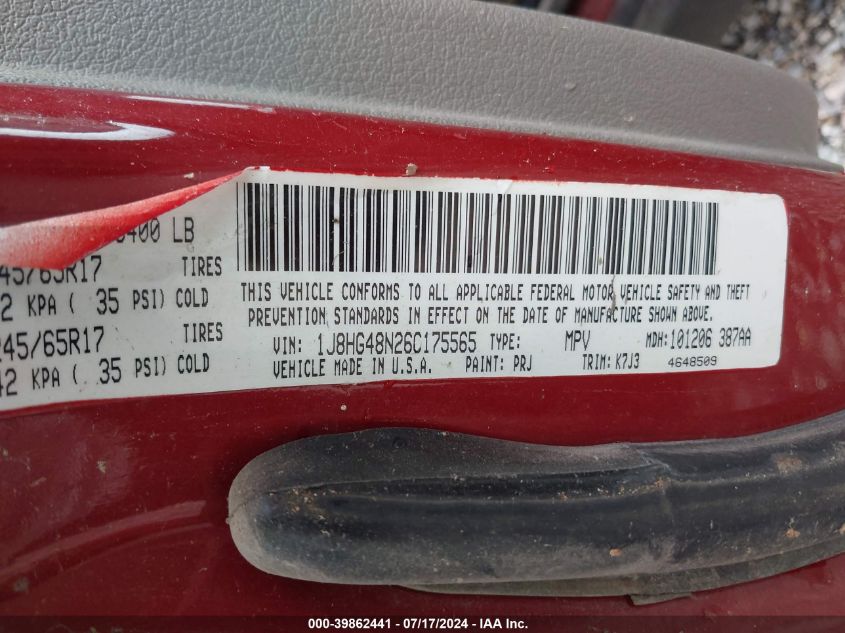 400 LB
45/65R17 TIRES
2 KPA ( 35 PSI) COLD
245/65R17 TIRES
42 KPA ( 35 PSI) COLD
THIS VEHICLE CONFORMS TO ALL APPLICABLE FEDERAL MOTOR VEHICLE SAFETY AND THEFT
PREVENTION STANDARDS IN EFFECT ON THE DATE OF MANUFACTURE SHOWN ABOVE.
VIN: 1J8HG48N26C175565 TYPE: MPV MDH:101206 387AA
VEHICLE MADE IN U.S.A. PAINT: PRJ TRIM: K7J3 4648509
000-39862441 - 07/17/2024 - IAA Inc.